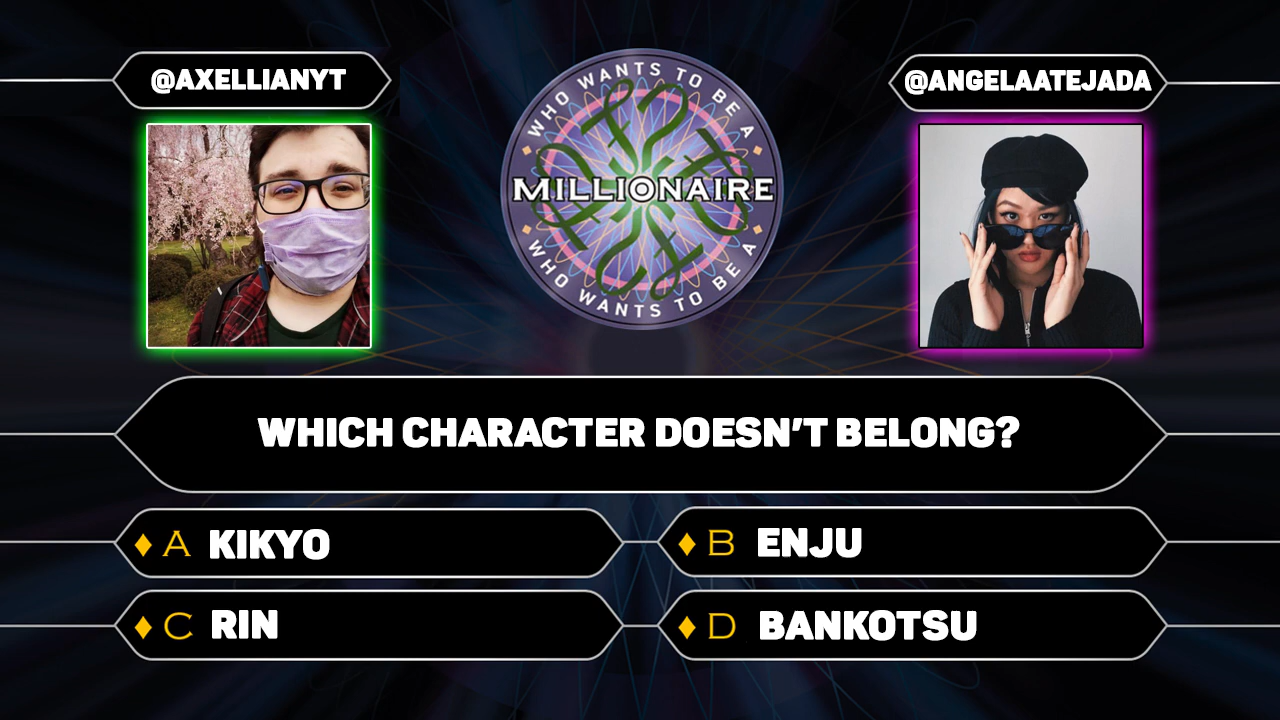 @AXELLIANYT
WHO WANTS TO BE A
MILLIONAIRE
WHO WANTS TO BE A
@ANGELAATEJADA
WHICH CHARACTER DOESN'T BELONG?
A KIKYO
B ENJU
C RIN
D BANKOTSU